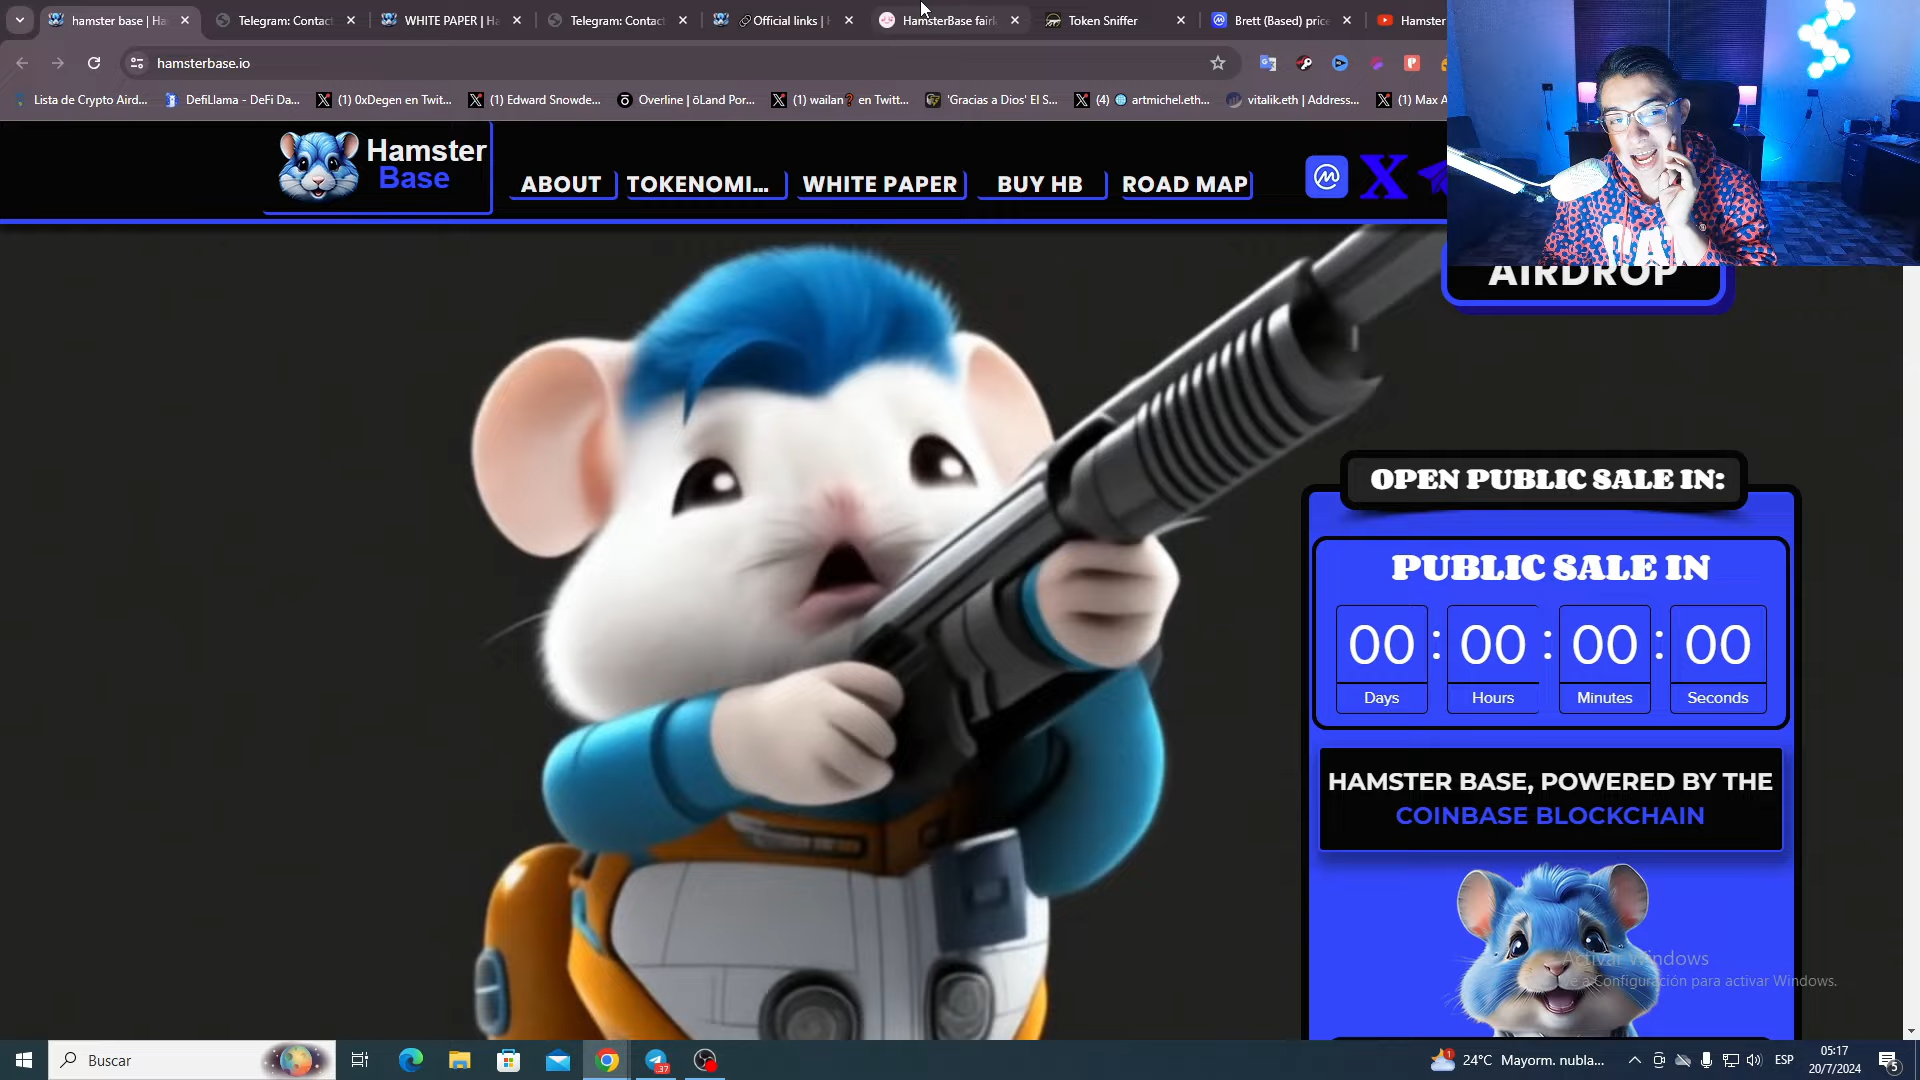 hamster base | Ha
Telegram: Contact
WHITE PAPER | Ha
Telegram: Contact
Official links |
HamsterBase fairl
Token Sniffer
Brett (Based) price
Hamster
hamsterbase.io
Lista de Crypto Aird...
DefiLlama - DeFi Da...
(1) 0xDegen en Twit...
(1) Edward Snowde...
Overline | ōLand Por...
(1) wailan❓ en Twitt...
'Gracias a Dios' El S...
(4) 🌐 artmichel.eth...
vitalik.eth | Address...
(1) Max A
Hamster
Base
ABOUT
TOKENOMI...
WHITE PAPER
BUY HB
ROAD MAP
AIRDROP
OPEN PUBLIC SALE IN:
PUBLIC SALE IN
00 : 00 : 00 : 00
Days
Hours
Minutes
Seconds
HAMSTER BASE, POWERED BY THE
COINBASE BLOCKCHAIN
Activar Windows
Ve a Configuración para activar Windows.
Buscar
37
24°C Mayorm. nubla...
ESP
05:17
20/7/2024
5